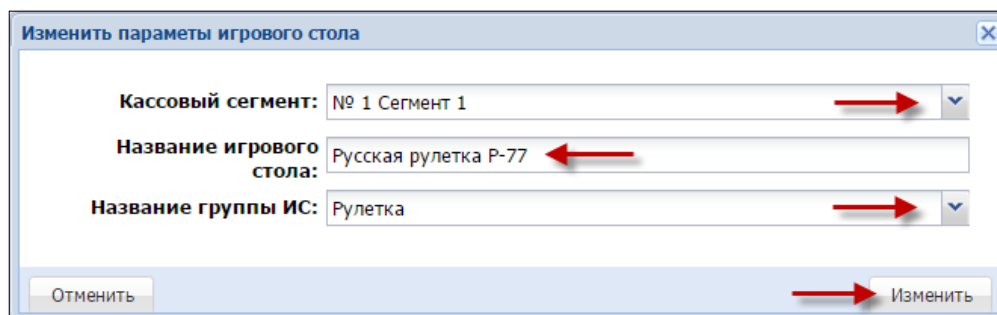 Изменить параметы игрового стола
Кассовый сегмент: № 1 Сегмент 1
Название игрового
стола: Русская рулетка Р-77
Название группы ИС: Рулетка
Отменить Изменить